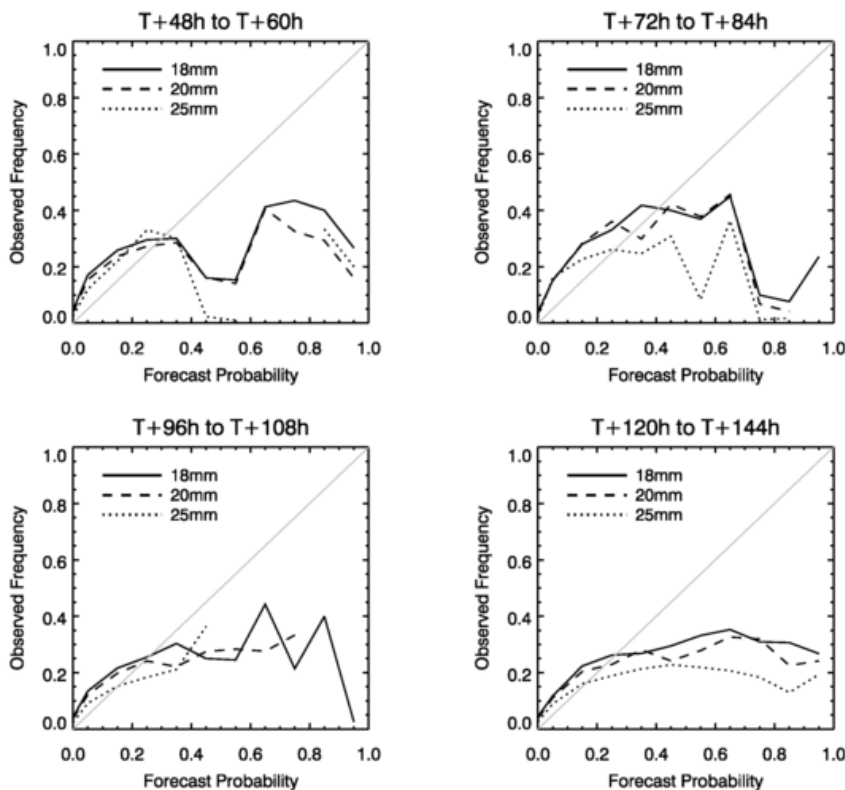 T+48h to T+60h
1.0
0.8
0.6
0.4
0.2
0.0
Observed Frequency
18mm
20mm
25mm
0.0 0.2 0.4 0.6 0.8 1.0
Forecast Probability
T+72h to T+84h
1.0
0.8
0.6
0.4
0.2
0.0
Observed Frequency
18mm
20mm
25mm
0.0 0.2 0.4 0.6 0.8 1.0
Forecast Probability
T+96h to T+108h
1.0
0.8
0.6
0.4
0.2
0.0
Observed Frequency
18mm
20mm
25mm
0.0 0.2 0.4 0.6 0.8 1.0
Forecast Probability
T+120h to T+144h
1.0
0.8
0.6
0.4
0.2
0.0
Observed Frequency
18mm
20mm
25mm
0.0 0.2 0.4 0.6 0.8 1.0
Forecast Probability